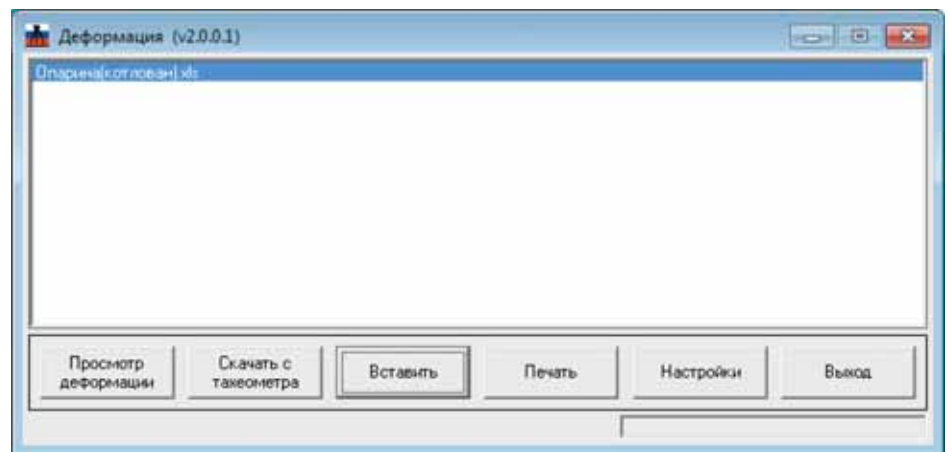 Деформация (v2.0.0.1)
Опарина(котлован).xls
Просмотр
деформации
Скачать с
тахеометра
Вставить
Печать
Настройки
Выход